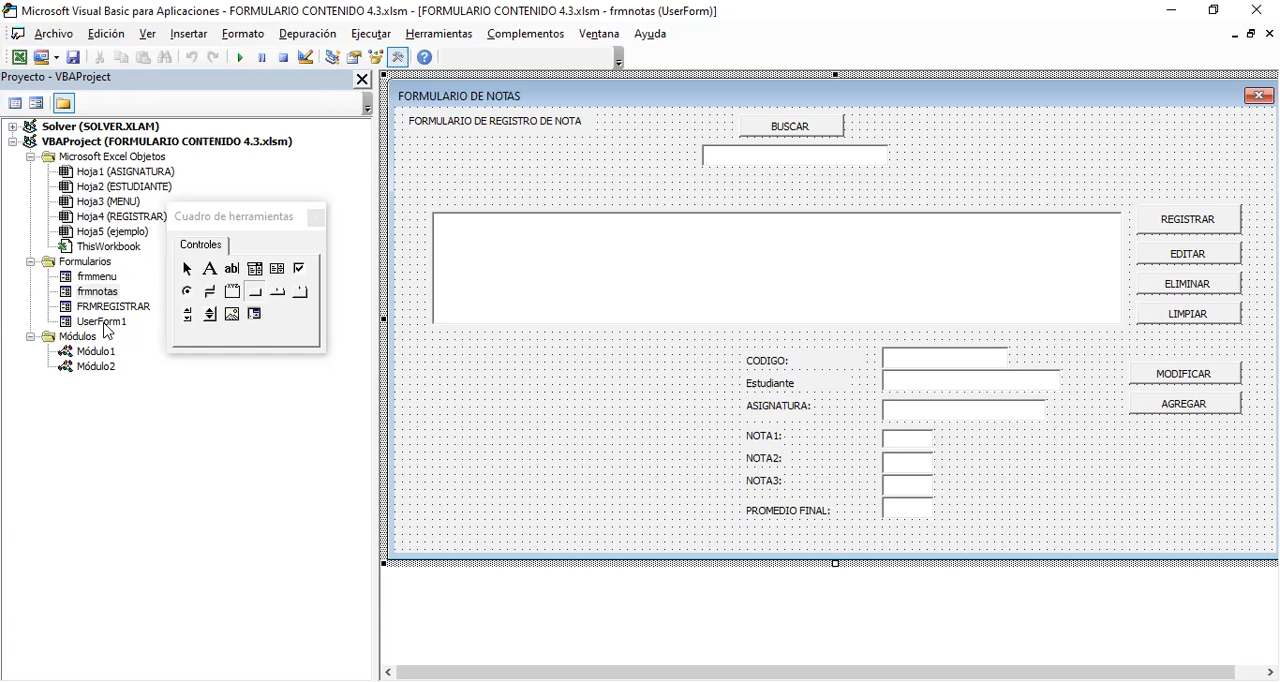 Microsoft Visual Basic para Aplicaciones - FORMULARIO CONTENIDO 4.3.xlsm - [FORMULARIO CONTENIDO 4.3.xlsm - frmnotas (UserForm)]
Archivo Edición Ver Insertar Formato Depuración Ejecutar Herramientas Complementos Ventana Ayuda
Proyecto - VBAProject
Solver (SOLVER.XLAM)
VBAProject (FORMULARIO CONTENIDO 4.3.xlsm)
Microsoft Excel Objetos
Hoja1 (ASIGNATURA)
Hoja2 (ESTUDIANTE)
Hoja3 (MENU)
Hoja4 (REGISTRAR)
Hoja5 (ejemplo)
ThisWorkbook
Formularios
frmmenu
frmnotas
FRMREGISTRAR
UserForm1
Módulos
Módulo1
Módulo2
Cuadro de herramientas
Controles
A
ab|
XYZ
FORMULARIO DE NOTAS
FORMULARIO DE REGISTRO DE NOTA
BUSCAR
REGISTRAR
EDITAR
ELIMINAR
LIMPIAR
CODIGO:
Estudiante
ASIGNATURA:
NOTA1:
NOTA2:
NOTA3:
PROMEDIO FINAL:
MODIFICAR
AGREGAR